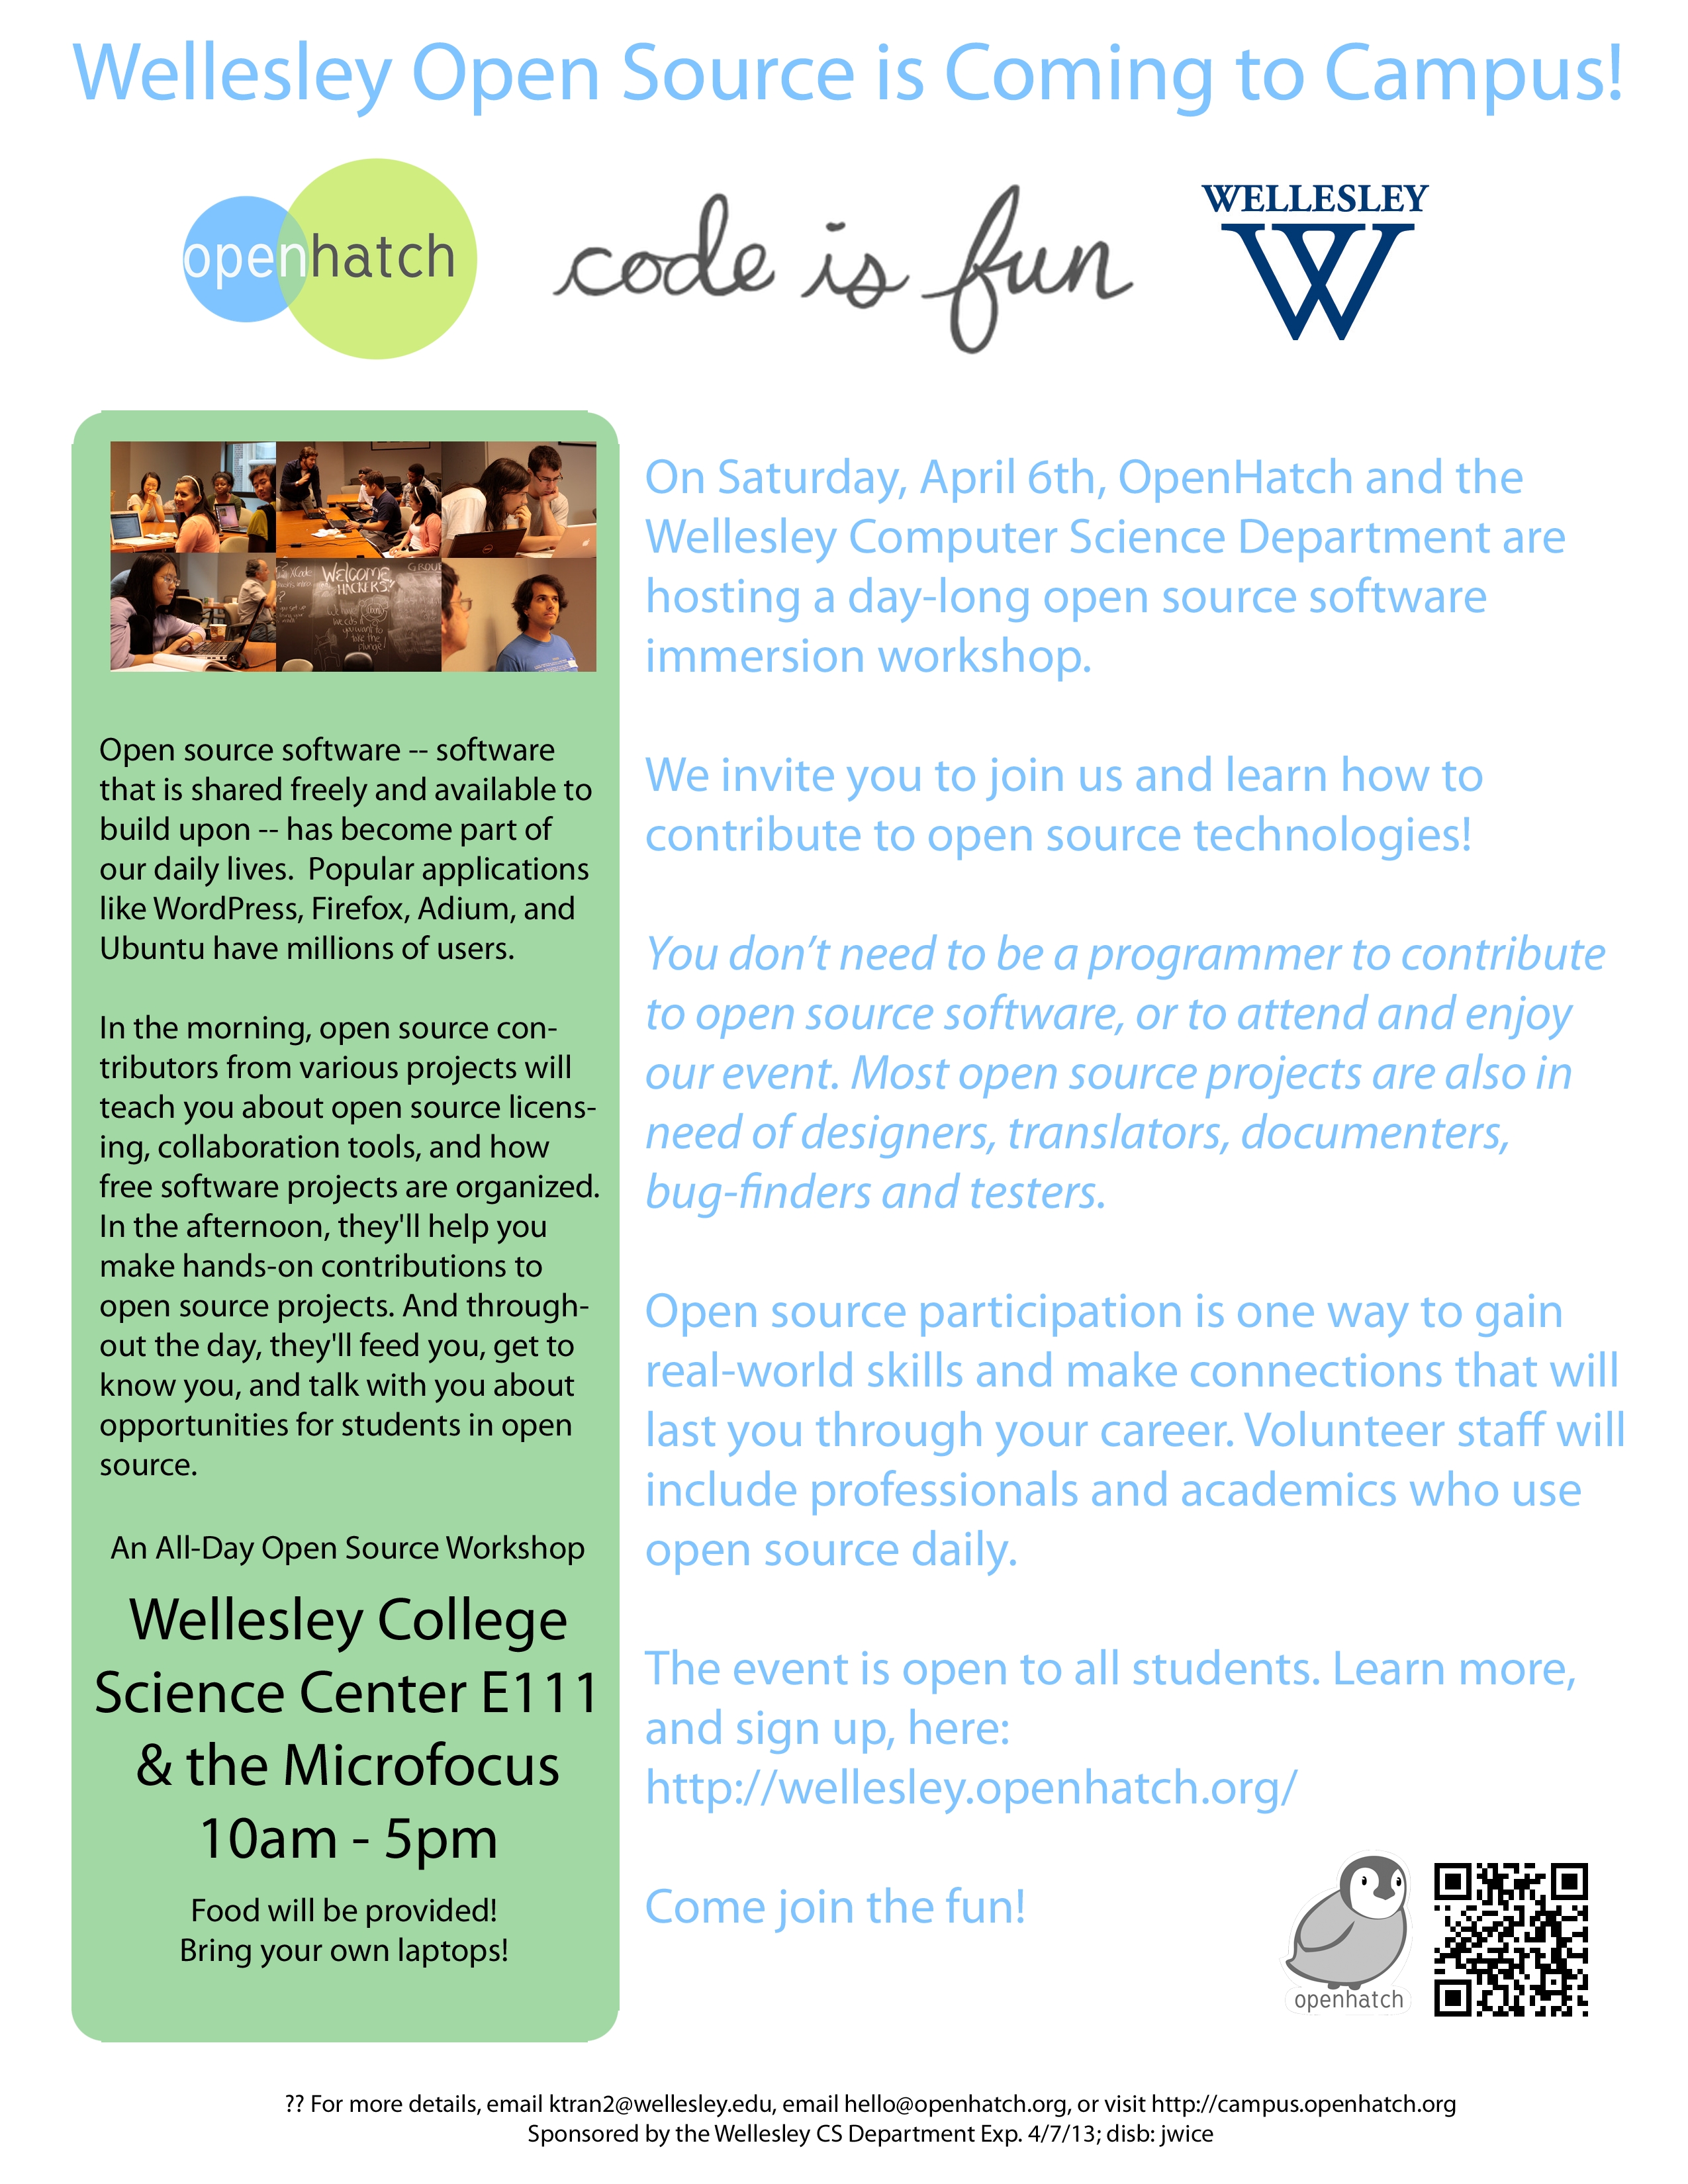 Wellesley Open Source is Coming to Campus!
openhatch
code is fun
WELLESLEY
W
Welcome
HACKERS!
GROUP
you want to
take the
plunge!
Open source software -- software
that is shared freely and available to
build upon -- has become part of
our daily lives.  Popular applications
like WordPress, Firefox, Adium, and
Ubuntu have millions of users.
In the morning, open source con-
tributors from various projects will
teach you about open source licens-
ing, collaboration tools, and how
free software projects are organized.
In the afternoon, they'll help you
make hands-on contributions to
open source projects. And through-
out the day, they'll feed you, get to
know you, and talk with you about
opportunities for students in open
source.
An All-Day Open Source Workshop
Wellesley College
Science Center E111
& the Microfocus
10am - 5pm
Food will be provided!
Bring your own laptops!
On Saturday, April 6th, OpenHatch and the
Wellesley Computer Science Department are
hosting a day-long open source software
immersion workshop.
We invite you to join us and learn how to
contribute to open source technologies!
You don’t need to be a programmer to contribute
to open source software, or to attend and enjoy
our event. Most open source projects are also in
need of designers, translators, documenters,
bug-finders and testers.
Open source participation is one way to gain
real-world skills and make connections that will
last you through your career. Volunteer staff will
include professionals and academics who use
open source daily.
The event is open to all students. Learn more,
and sign up, here:
http://wellesley.openhatch.org/
Come join the fun!
openhatch
?? For more details, email ktran2@wellesley.edu, email hello@openhatch.org, or visit http://campus.openhatch.org
Sponsored by the Wellesley CS Department Exp. 4/7/13; disb: jwice